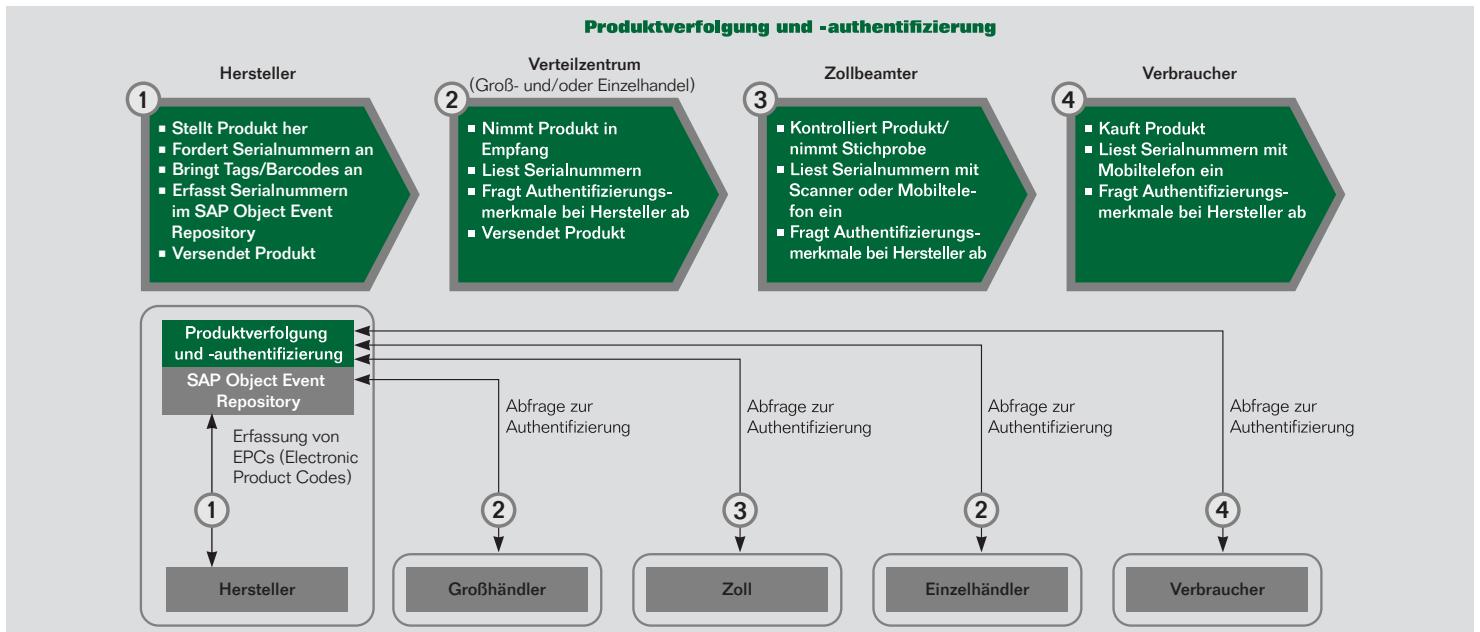 Produktverfolgung und -authentifizierung
Hersteller
1
▪ Stellt Produkt her
▪ Fordert Serialnummern an
▪ Bringt Tags/Barcodes an
▪ Erfasst Serialnummern
im SAP Object Event
Repository
▪ Versendet Produkt
Verteilzentrum
(Groß- und/oder Einzelhandel)
2
▪ Nimmt Produkt in
Empfang
▪ Liest Serialnummern
▪ Fragt Authentifizierungs-
merkmale bei Hersteller ab
▪ Versendet Produkt
Zollbeamter
3
▪ Kontrolliert Produkt/
nimmt Stichprobe
▪ Liest Serialnummern mit
Scanner oder Mobiltele-
fon ein
▪ Fragt Authentifizierungs-
merkmale bei Hersteller ab
Verbraucher
4
▪ Kauft Produkt
▪ Liest Serialnummern mit
Mobiltelefon ein
▪ Fragt Authentifizierungs-
merkmale bei Hersteller ab
Produktverfolgung
und -authentifizierung
SAP Object Event
Repository
Erfassung von
EPCs (Electronic
Product Codes)
1
Hersteller
Abfrage zur
Authentifizierung
2
Großhändler
Abfrage zur
Authentifizierung
3
Zoll
Abfrage zur
Authentifizierung
2
Einzelhändler
Abfrage zur
Authentifizierung
4
Verbraucher